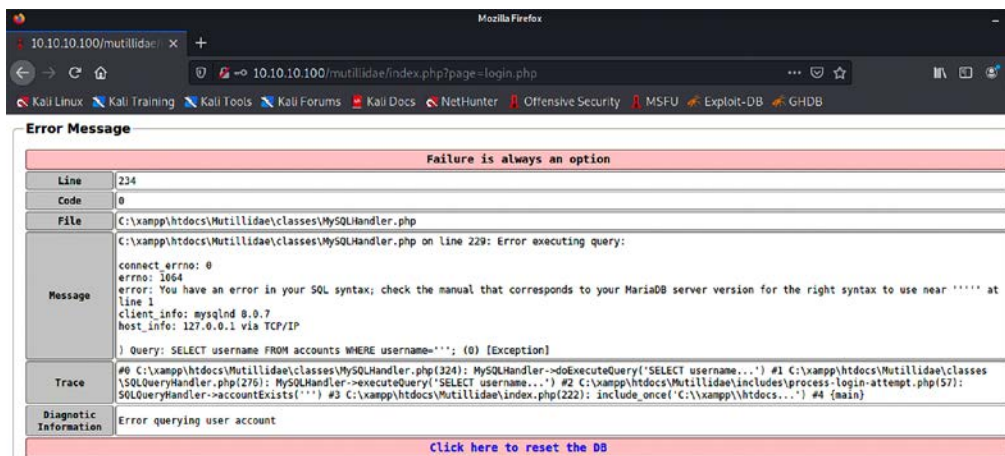 Mozilla Firefox
10.10.10.100/mutillidae/
10.10.10.100/mutillidae/index.php?page=login.php
Kali Linux Kali Training Kali Tools Kali Forums Kali Docs NetHunter Offensive Security MSFU Exploit-DB GHDB
Error Message
Failure is always an option
Line 234
Code 0
File C:\xampp\htdocs\Mutillidae\classes\MySQLHandler.php
C:\xampp\htdocs\Mutillidae\classes\MySQLHandler.php on line 229: Error executing query:
connect_errno: 0
errno: 1064
error: You have an error in your SQL syntax; check the manual that corresponds to your MariaDB server version for the right syntax to use near ''''' at
Message
line 1
client_info: mysqlnd 8.0.7
host_info: 127.0.0.1 via TCP/IP
) Query: SELECT username FROM accounts WHERE username='''; (0) [Exception]
#0 C:\xampp\htdocs\Mutillidae\classes\MySQLHandler.php(324): MySQLHandler->doExecuteQuery('SELECT username...') #1 C:\xampp\htdocs\Mutillidae\classes
Trace \SQLQueryHandler.php(276): MySQLHandler->executeQuery('SELECT username...') #2 C:\xampp\htdocs\Mutillidae\includes\process-login-attempt.php(57):
SQLQueryHandler->accountExists(''') #3 C:\xampp\htdocs\Mutillidae\index.php(222): include_once('C:\\xampp\\htdocs...') #4 {main}
Diagnostic Information Error querying user account
Click here to reset the DB